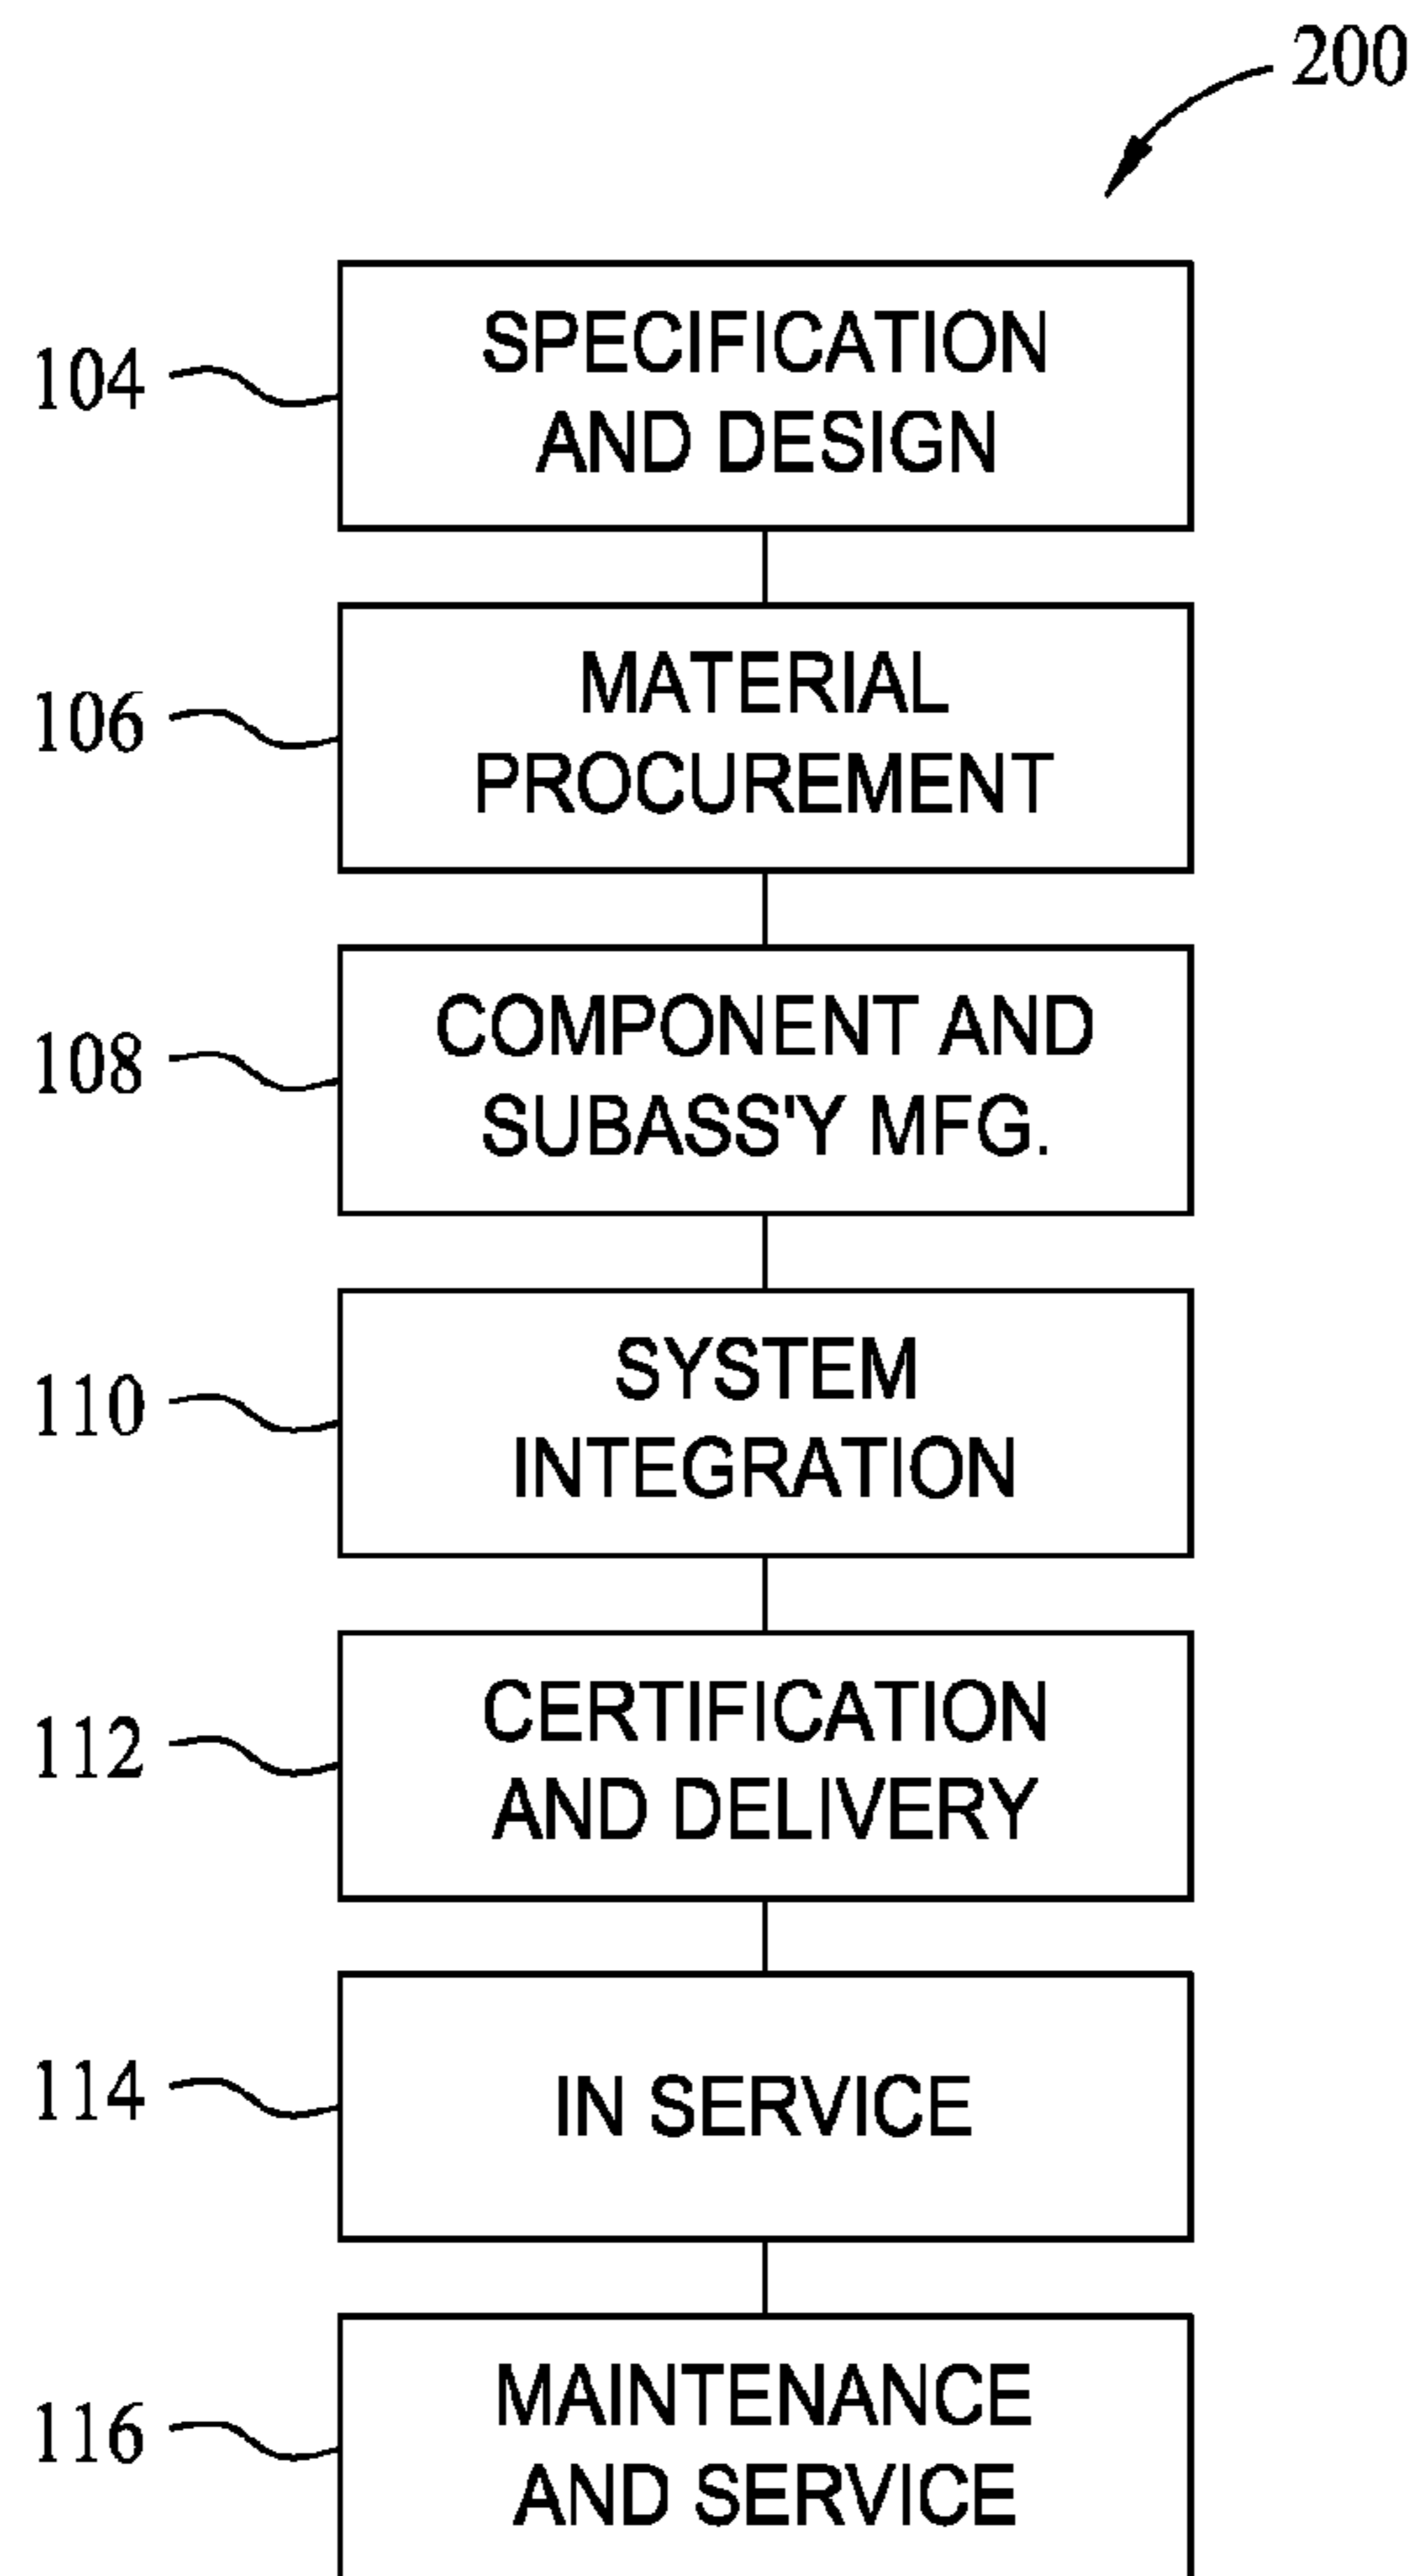 200
104
SPECIFICATION
AND DESIGN
106
MATERIAL
PROCUREMENT
108
COMPONENT AND
SUBASS'Y MFG.
110
SYSTEM
INTEGRATION
112
CERTIFICATION
AND DELIVERY
114
IN SERVICE
116
MAINTENANCE
AND SERVICE